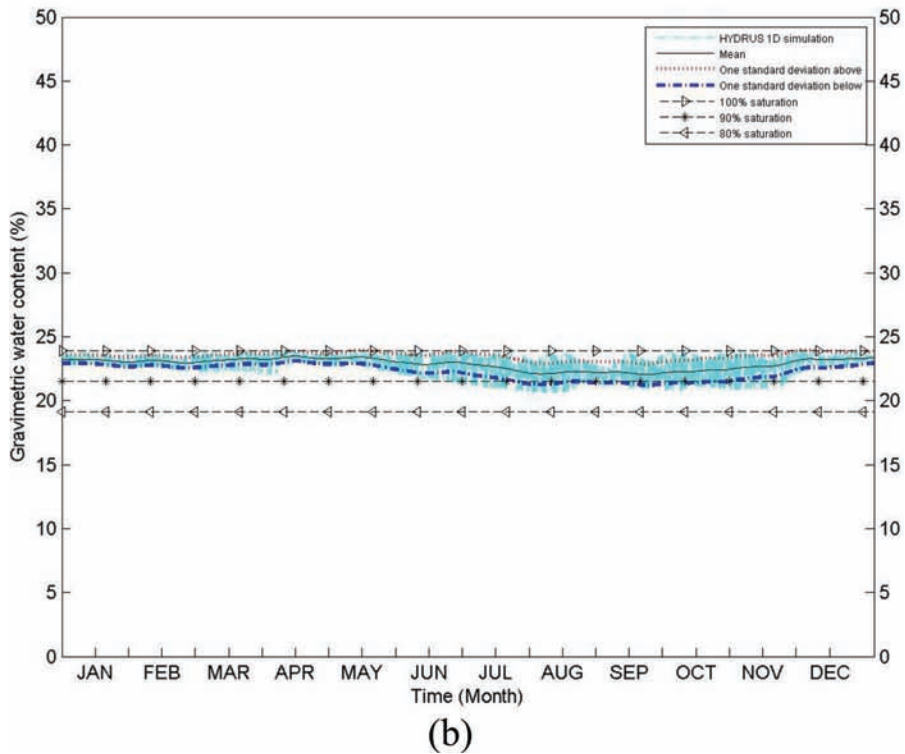 50
45
40
35
30
25
20
15
10
5
0
Gravimetric water content (%)
50
45
40
35
30
25
20
15
10
5
0
HYDRUS 1D simulation
Mean
One standard deviation above
One standard deviation below
100% saturation
90% saturation
80% saturation
JAN FEB MAR APR MAY JUN JUL AUG SEP OCT NOV DEC
Time (Month)
(b)